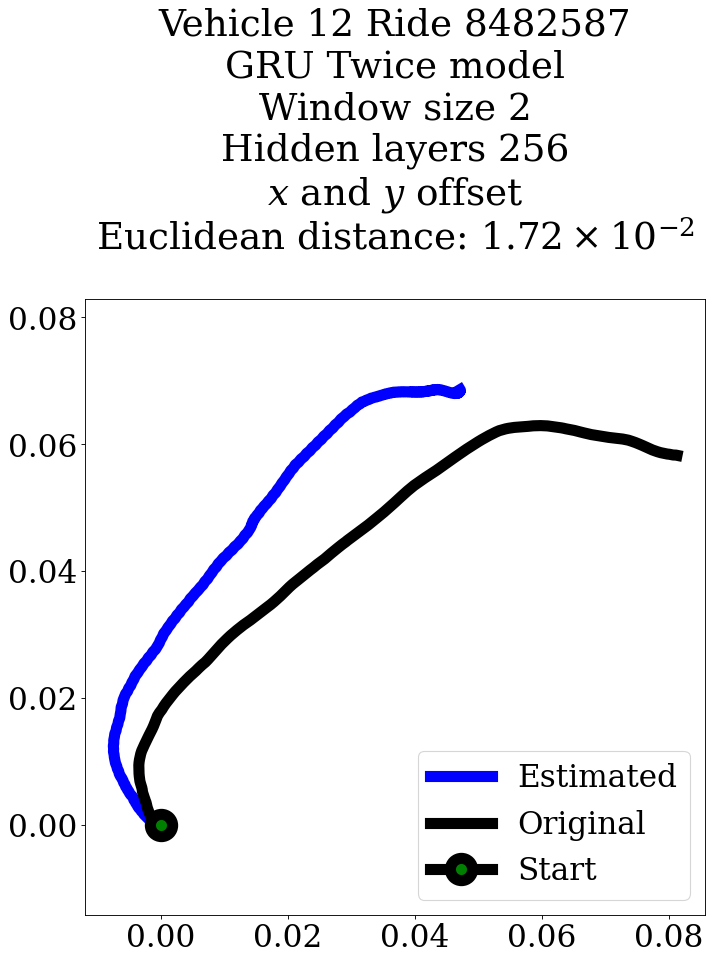 Vehicle 12 Ride 8482587
GRU Twice model
Window size 2
Hidden layers 256
x and y offset
Euclidean distance: 1.72 × 10⁻²
0.08
0.06
0.04
0.02
0.00
Estimated
Original
Start
0.00 0.02 0.04 0.06 0.08